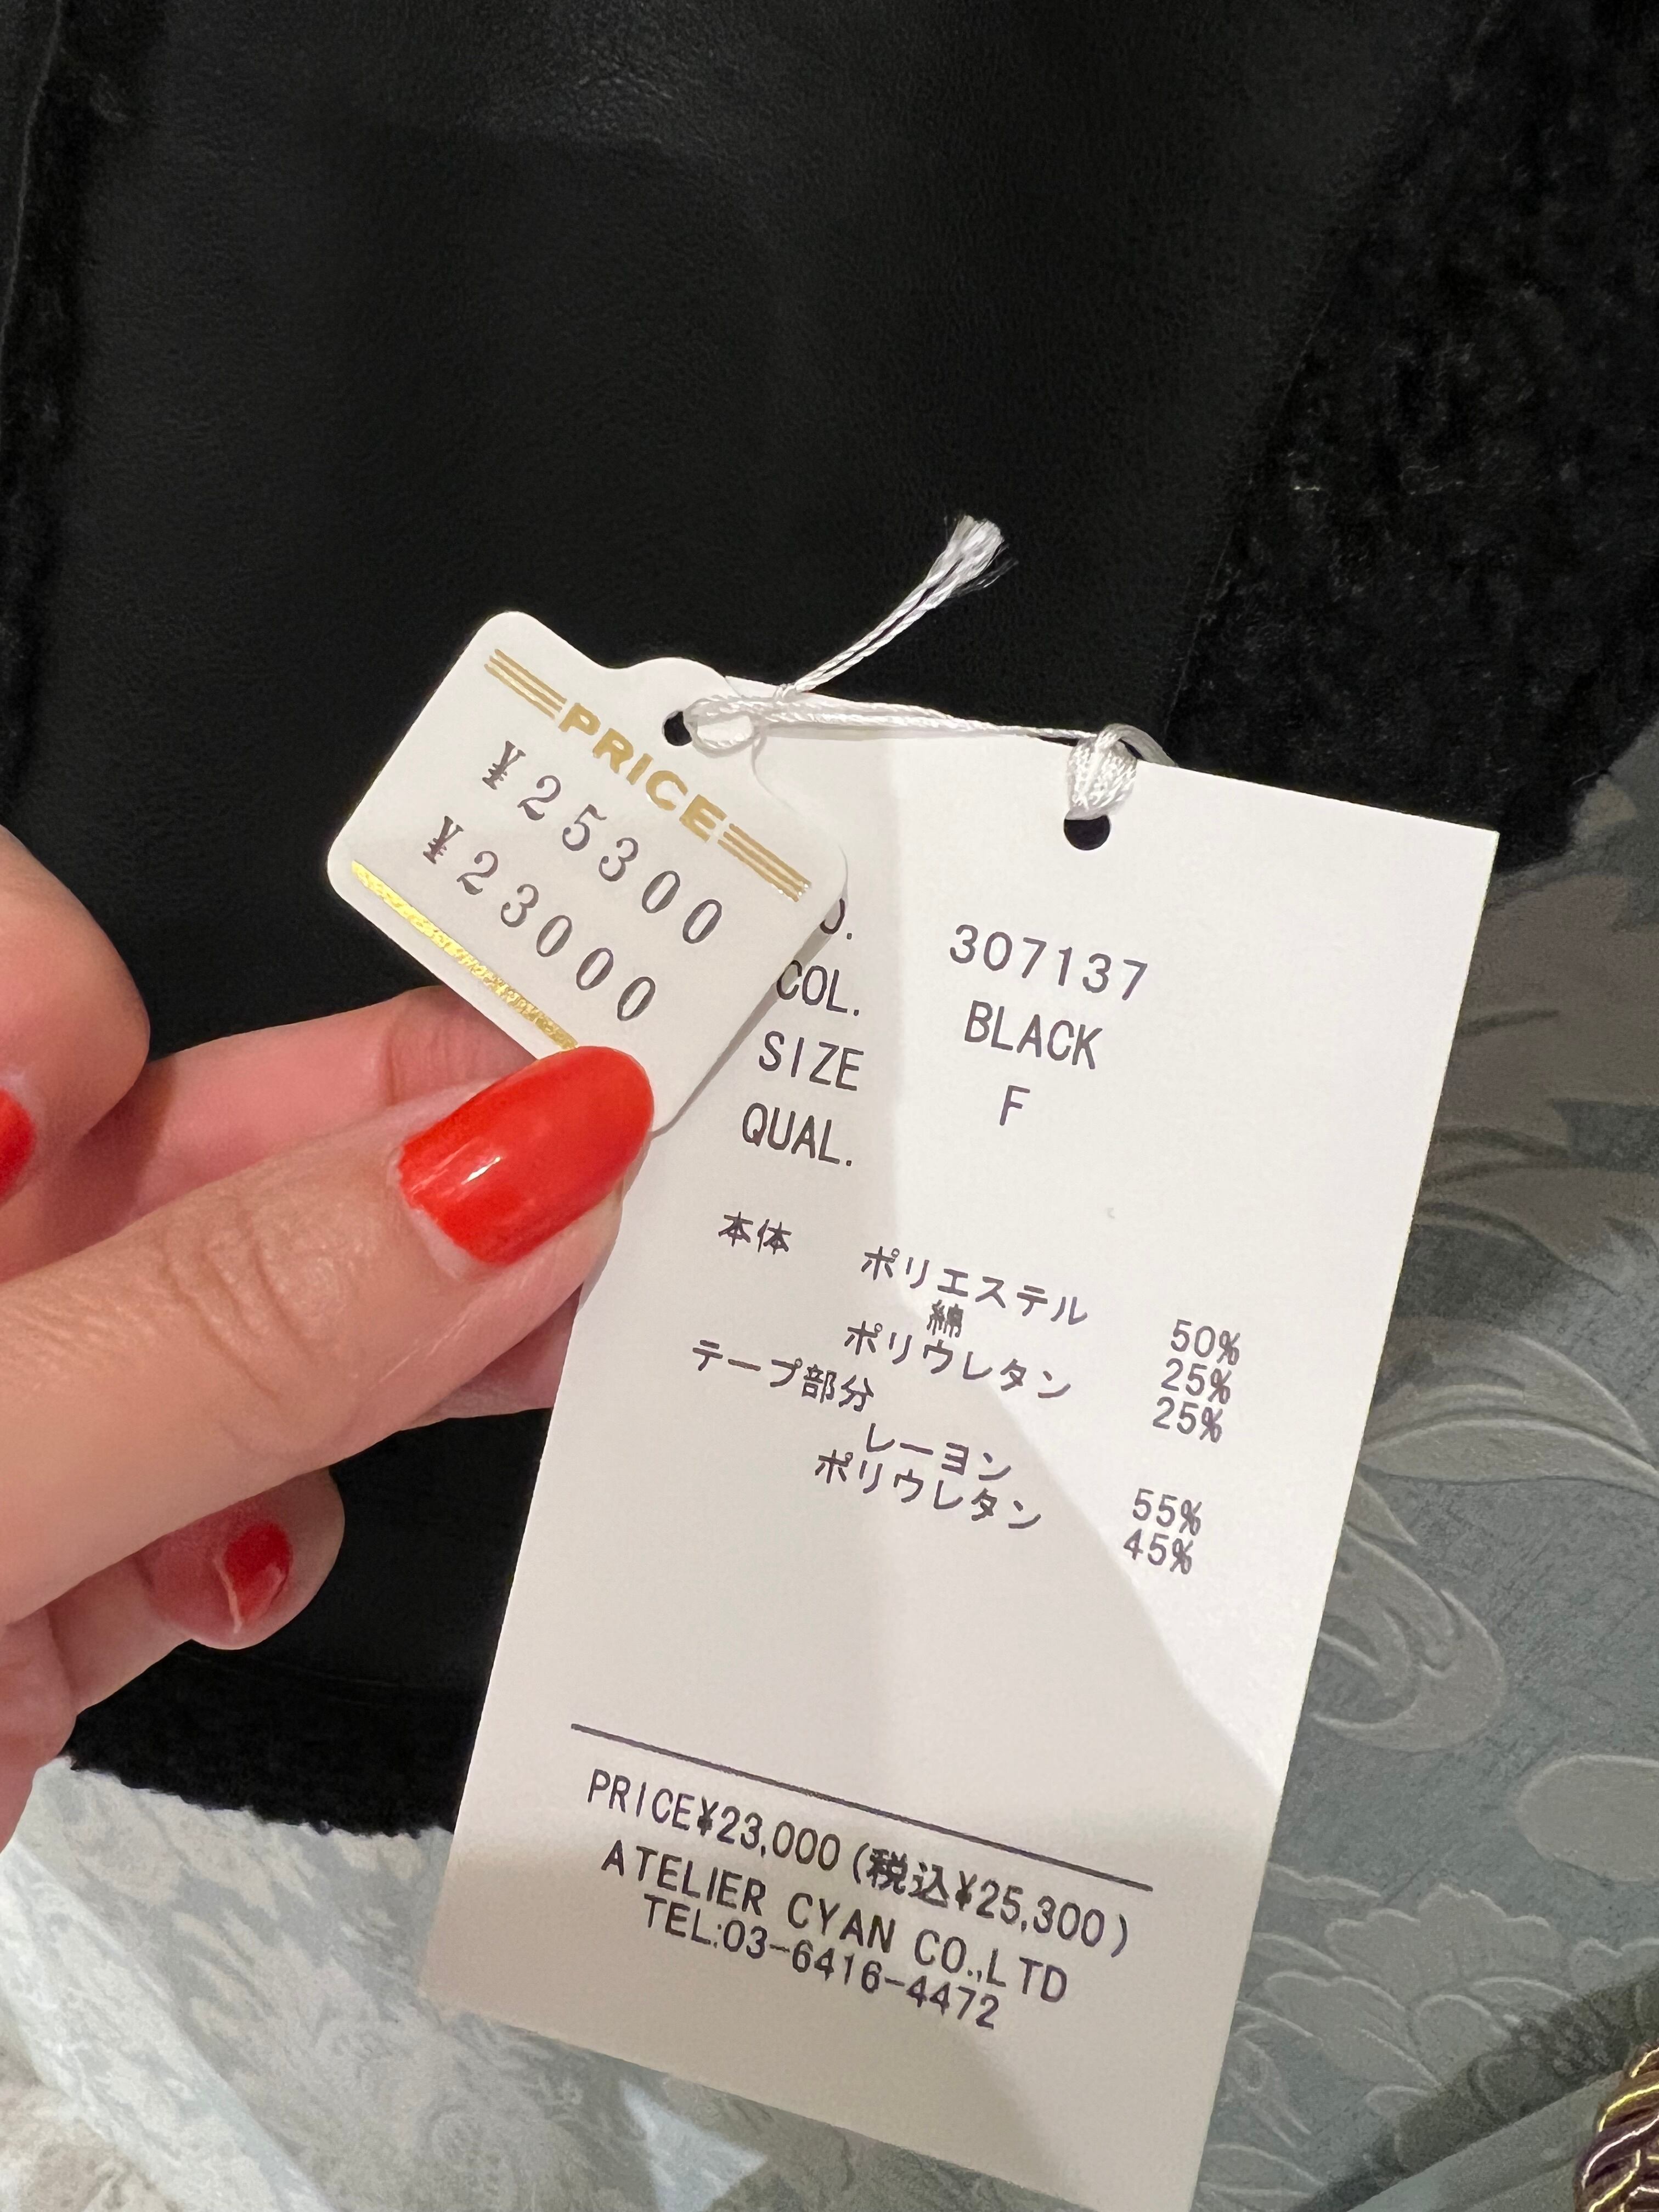 PRICE
¥25300
¥23000
307137
COL. BLACK
SIZE F
QUAL.
本体 ポリエステル 50%
綿 25%
ポリウレタン 25%
テープ部分
レーヨン 55%
ポリウレタン 45%
PRICE¥23,000(税込¥25,300)
ATELIER CYAN CO.,LTD
TEL:03-6416-4472